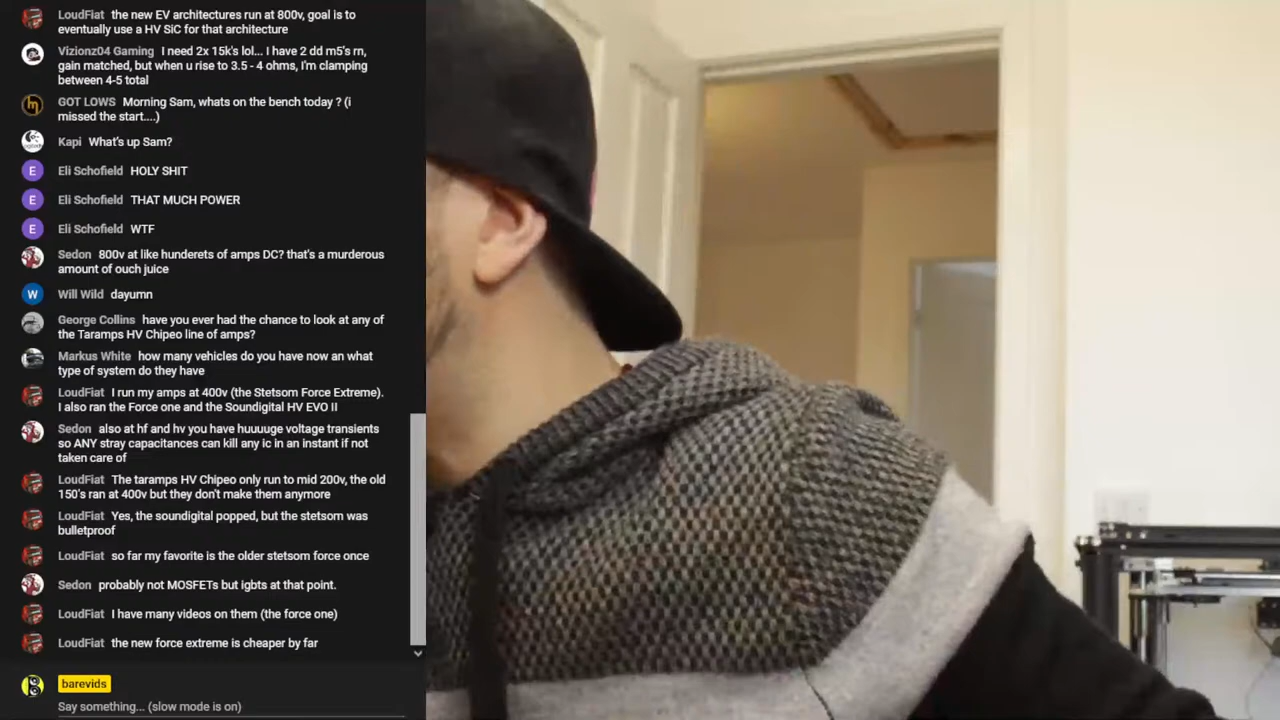 LoudFiat the new EV architectures run at 800v, goal is to
eventually use a HV SiC for that architecture
Vizionz04 Gaming I need 2x 15k's lol... I have 2 dd m5's rn,
gain matched, but when u rise to 3.5 - 4 ohms, I'm clamping
between 4-5 total
GOT LOWS Morning Sam, whats on the bench today ? (i
missed the start....)
Kapi What's up Sam?
E Eli Schofield HOLY SHIT
E Eli Schofield THAT MUCH POWER
E Eli Schofield WTF
Sedon 800v at like hunderets of amps DC? that's a murderous
amount of ouch juice
W Will Wild dayumn
George Collins have you ever had the chance to look at any of
the Taramps HV Chipeo line of amps?
Markus White how many vehicles do you have now an what
type of system do they have
LoudFiat I run my amps at 400v (the Stetsom Force Extreme).
I also ran the Force one and the Soundigital HV EVO II
Sedon also at hf and hv you have huuuuge voltage transients
so ANY stray capacitances can kill any ic in an instant if not
taken care of
LoudFiat The taramps HV Chipeo only run to mid 200v, the old
150's ran at 400v but they don't make them anymore
LoudFiat Yes, the soundigital popped, but the stetsom was
bulletproof
LoudFiat so far my favorite is the older stetsom force once
Sedon probably not MOSFETs but igbts at that point.
LoudFiat I have many videos on them (the force one)
LoudFiat the new force extreme is cheaper by far
barevids
Say something... (slow mode is on)